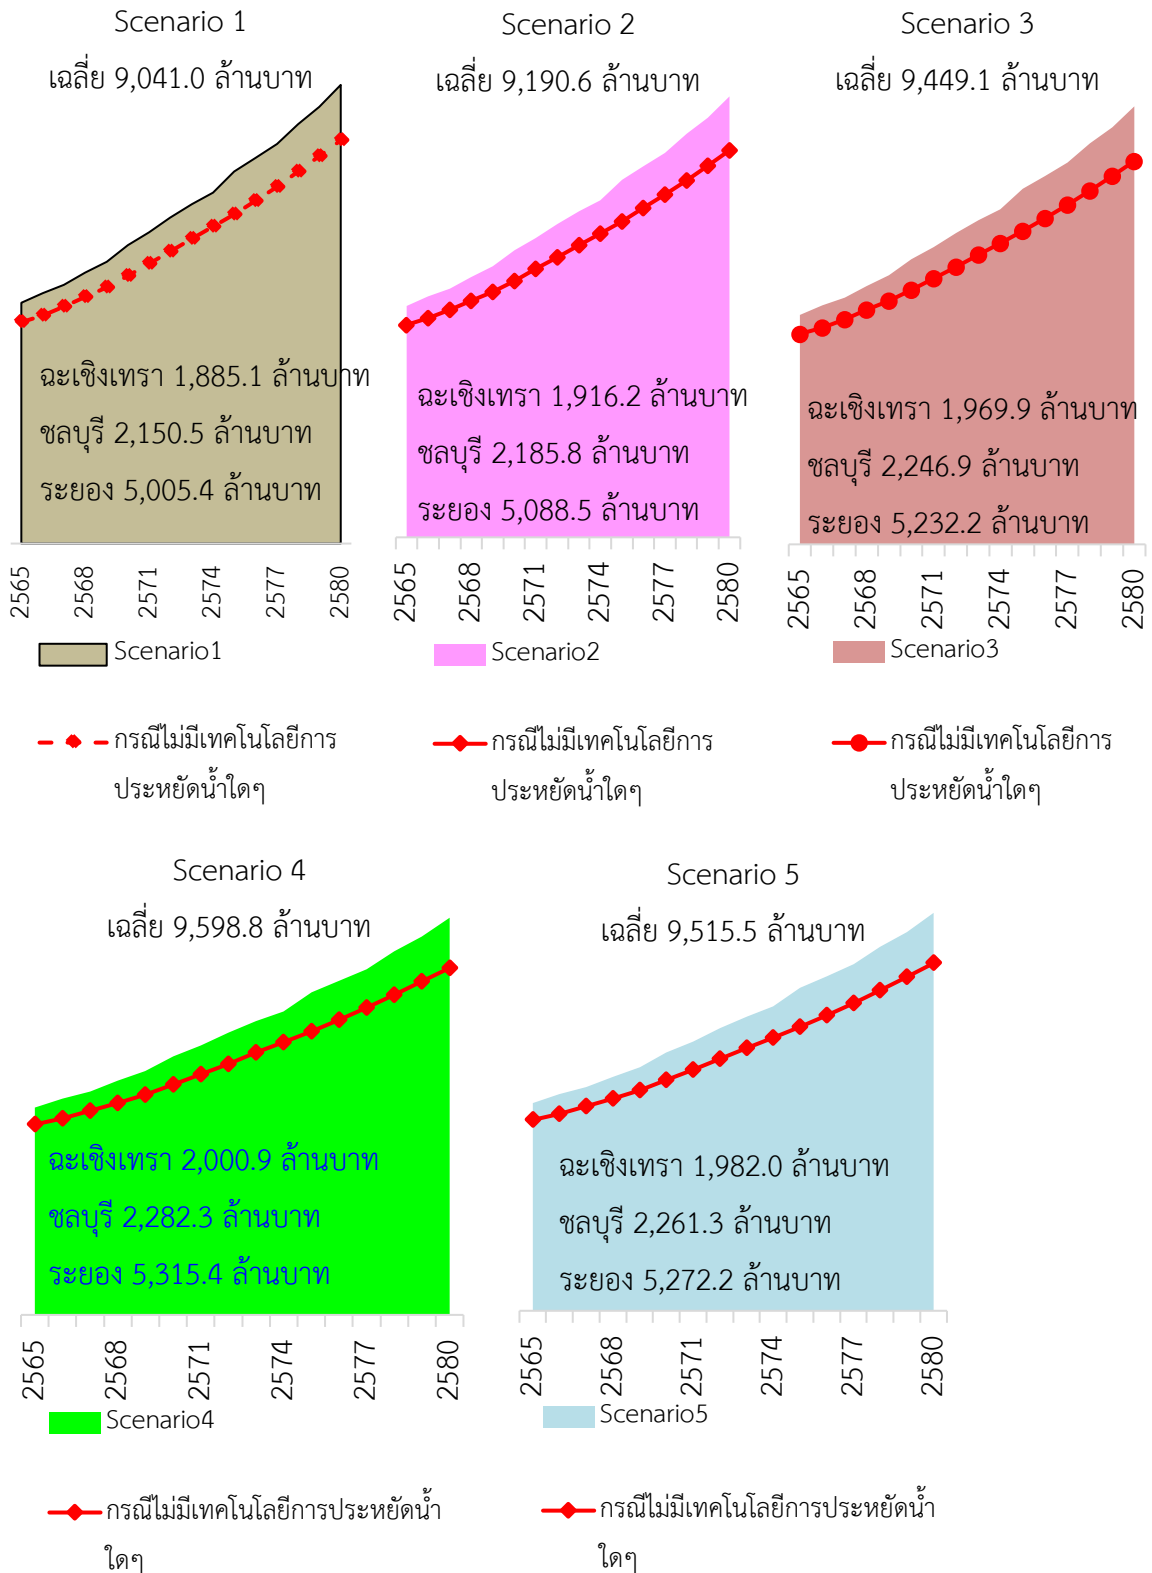 Scenario 1
เฉลี่ย 9,041.0 ล้านบาท
ฉะเชิงเทรา 1,885.1 ล้านบาท
ชลบุรี 2,150.5 ล้านบาท
ระยอง 5,005.4 ล้านบาท
2565 2568 2571 2574 2577 2580
Scenario1
กรณีไม่มีเทคโนโลยีการ
ประหยัดน้ำใดๆ
Scenario 2
เฉลี่ย 9,190.6 ล้านบาท
ฉะเชิงเทรา 1,916.2 ล้านบาท
ชลบุรี 2,185.8 ล้านบาท
ระยอง 5,088.5 ล้านบาท
2565 2568 2571 2574 2577 2580
Scenario2
กรณีไม่มีเทคโนโลยีการ
ประหยัดน้ำใดๆ
Scenario 3
เฉลี่ย 9,449.1 ล้านบาท
ฉะเชิงเทรา 1,969.9 ล้านบาท
ชลบุรี 2,246.9 ล้านบาท
ระยอง 5,232.2 ล้านบาท
2565 2568 2571 2574 2577 2580
Scenario3
กรณีไม่มีเทคโนโลยีการ
ประหยัดน้ำใดๆ
Scenario 4
เฉลี่ย 9,598.8 ล้านบาท
ฉะเชิงเทรา 2,000.9 ล้านบาท
ชลบุรี 2,282.3 ล้านบาท
ระยอง 5,315.4 ล้านบาท
2565 2568 2571 2574 2577 2580
Scenario4
กรณีไม่มีเทคโนโลยีการประหยัดน้ำ
ใดๆ
Scenario 5
เฉลี่ย 9,515.5 ล้านบาท
ฉะเชิงเทรา 1,982.0 ล้านบาท
ชลบุรี 2,261.3 ล้านบาท
ระยอง 5,272.2 ล้านบาท
2565 2568 2571 2574 2577 2580
Scenario5
กรณีไม่มีเทคโนโลยีการประหยัดน้ำ
ใดๆ